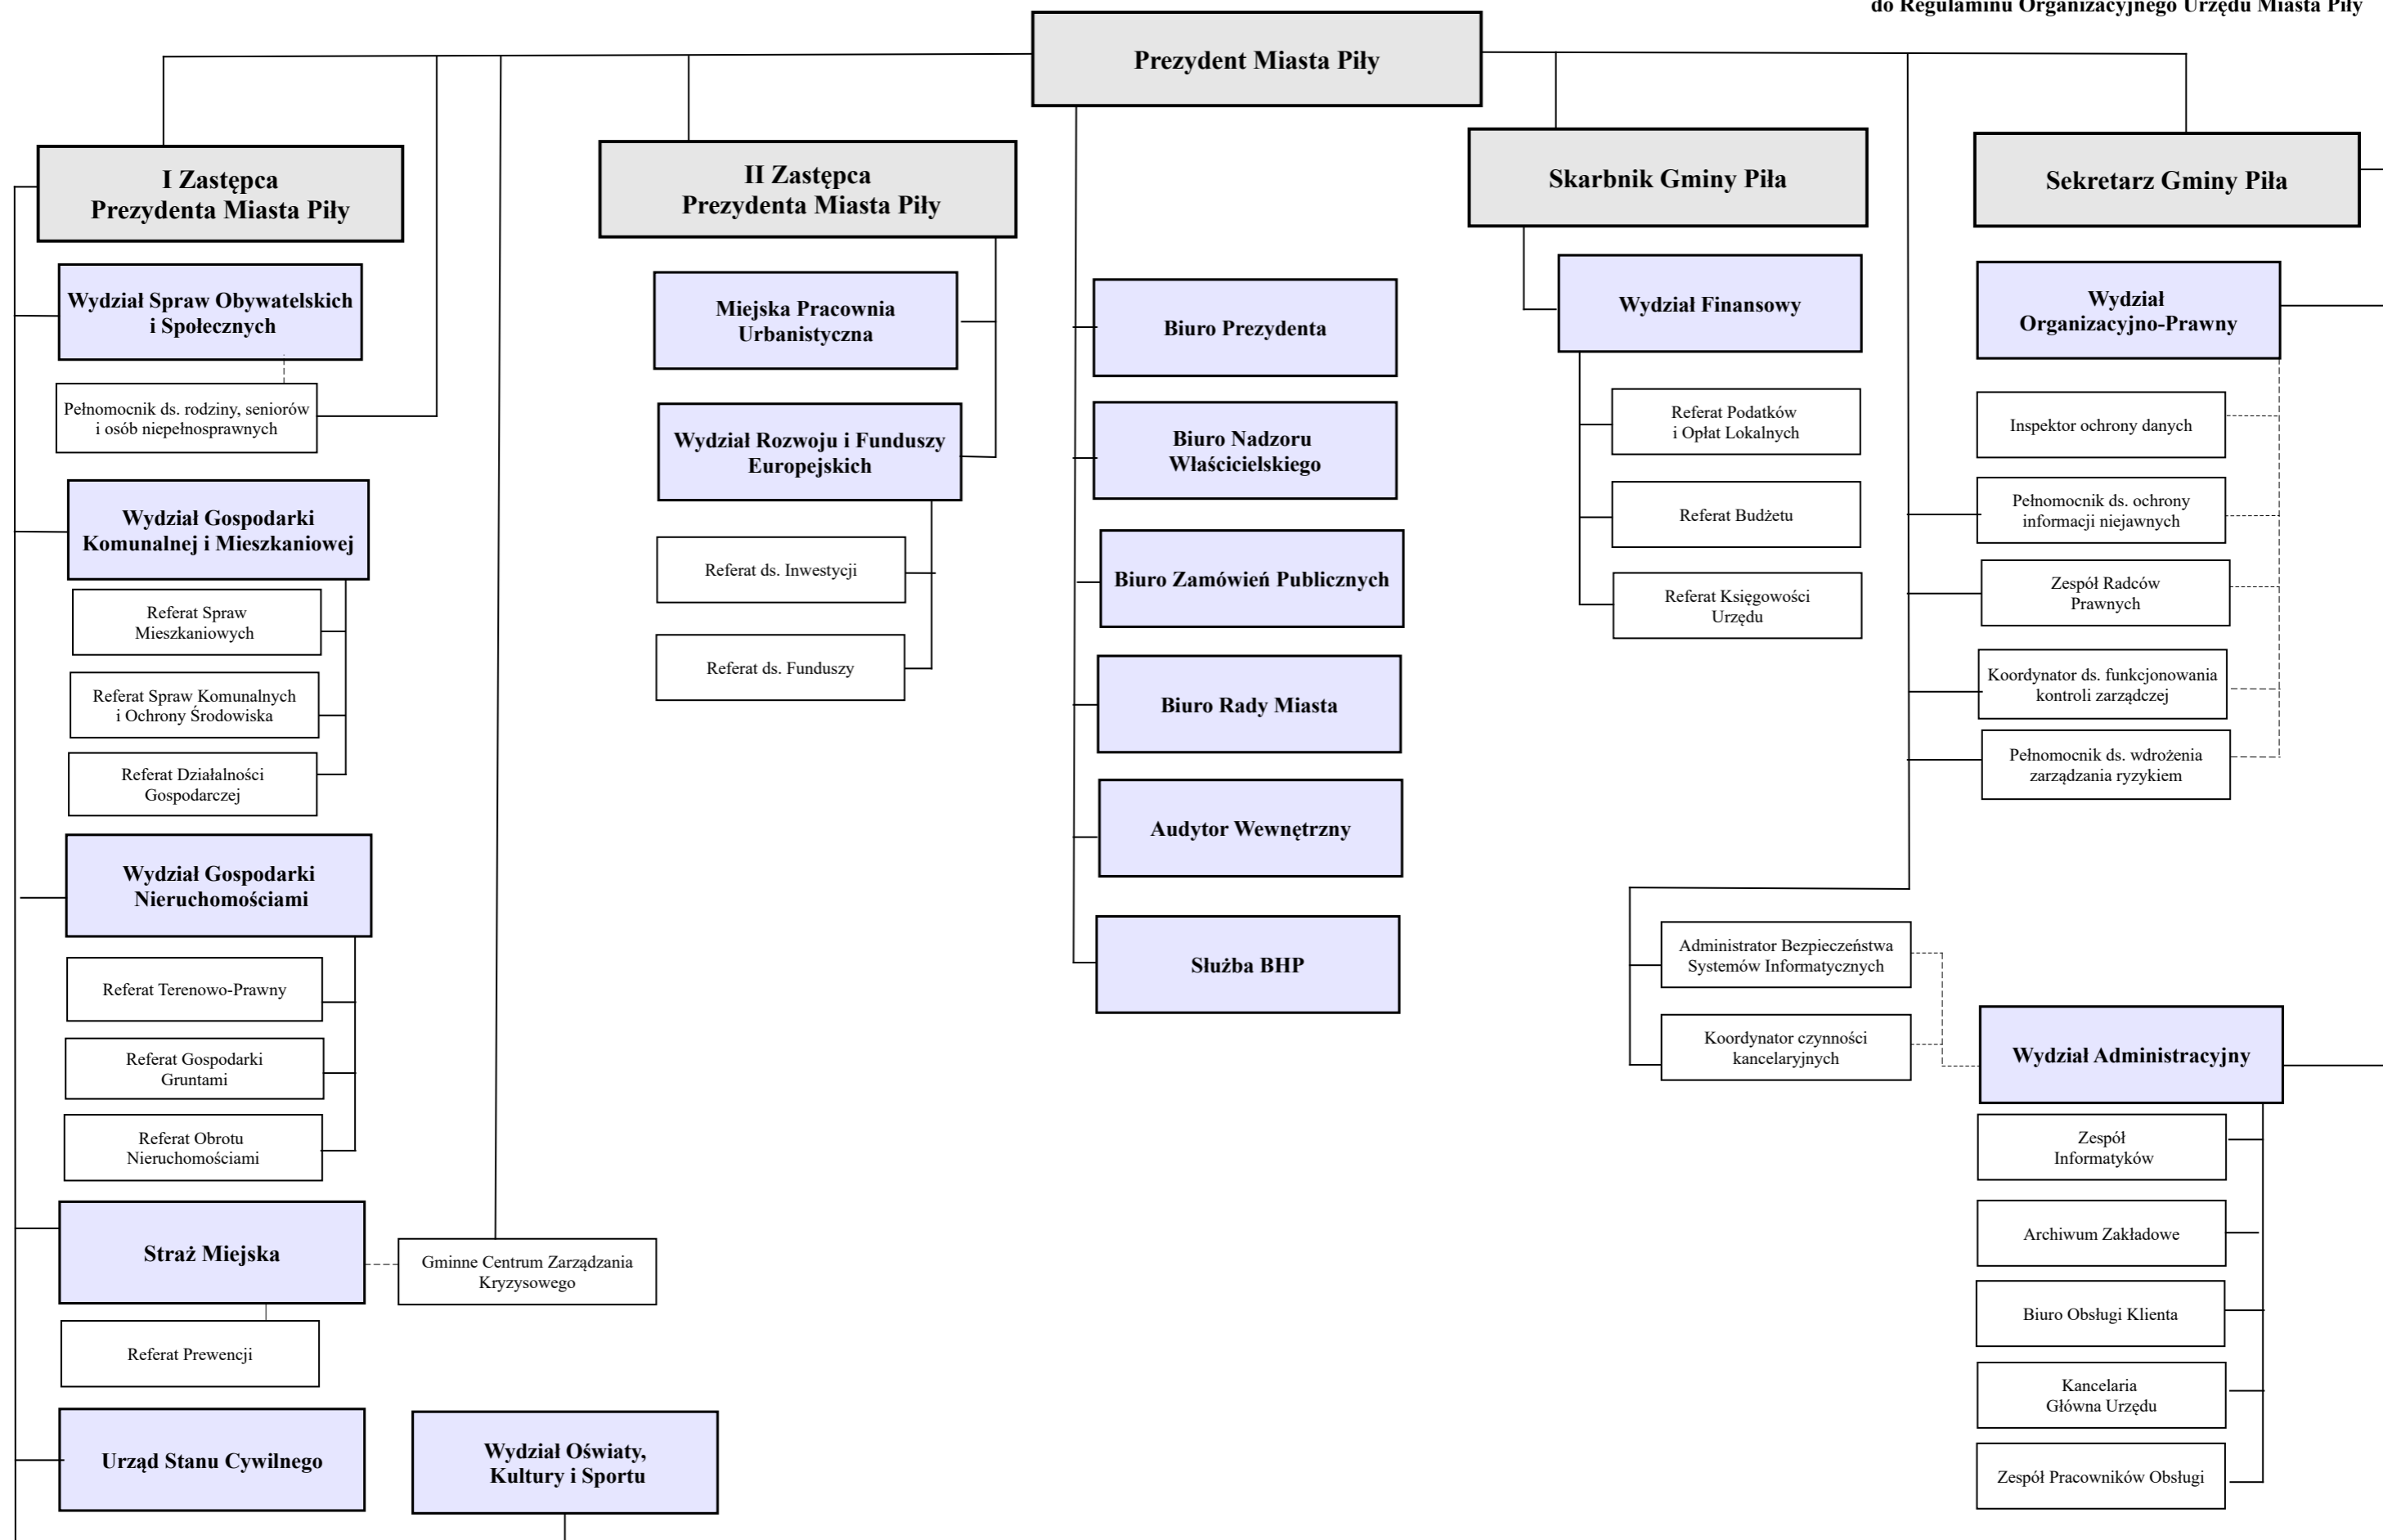 do Regulaminu Organizacyjnego Urzędu Miasta Piły
Prezydent Miasta Piły
I Zastępca
Prezydenta Miasta Piły
II Zastępca
Prezydenta Miasta Piły
Skarbnik Gminy Piła
Sekretarz Gminy Piła
Wydział Spraw Obywatelskich
i Społecznych
Pełnomocnik ds. rodziny, seniorów
i osób niepełnosprawnych
Wydział Gospodarki
Komunalnej i Mieszkaniowej
Referat Spraw
Mieszkaniowych
Referat Spraw Komunalnych
i Ochrony Środowiska
Referat Działalności
Gospodarczej
Wydział Gospodarki
Nieruchomościami
Referat Terenowo-Prawny
Referat Gospodarki
Gruntami
Referat Obrotu
Nieruchomościami
Straż Miejska
Gminne Centrum Zarządzania
Kryzysowego
Referat Prewencji
Urząd Stanu Cywilnego
Wydział Oświaty,
Kultury i Sportu
Miejska Pracownia
Urbanistyczna
Wydział Rozwoju i Funduszy
Europejskich
Referat ds. Inwestycji
Referat ds. Funduszy
Biuro Prezydenta
Biuro Nadzoru
Właścicielskiego
Biuro Zamówień Publicznych
Biuro Rady Miasta
Audytor Wewnętrzny
Służba BHP
Wydział Finansowy
Referat Podatków
i Opłat Lokalnych
Referat Budżetu
Referat Księgowości
Urzędu
Wydział
Organizacyjno-Prawny
Inspektor ochrony danych
Pełnomocnik ds. ochrony
informacji niejawnych
Zespół Radców
Prawnych
Koordynator ds. funkcjonowania
kontroli zarządczej
Pełnomocnik ds. wdrożenia
zarządzania ryzykiem
Administrator Bezpieczeństwa
Systemów Informatycznych
Koordynator czynności
kancelaryjnych
Wydział Administracyjny
Zespół
Informatyków
Archiwum Zakładowe
Biuro Obsługi Klienta
Kancelaria
Główna Urzędu
Zespół Pracowników Obsługi